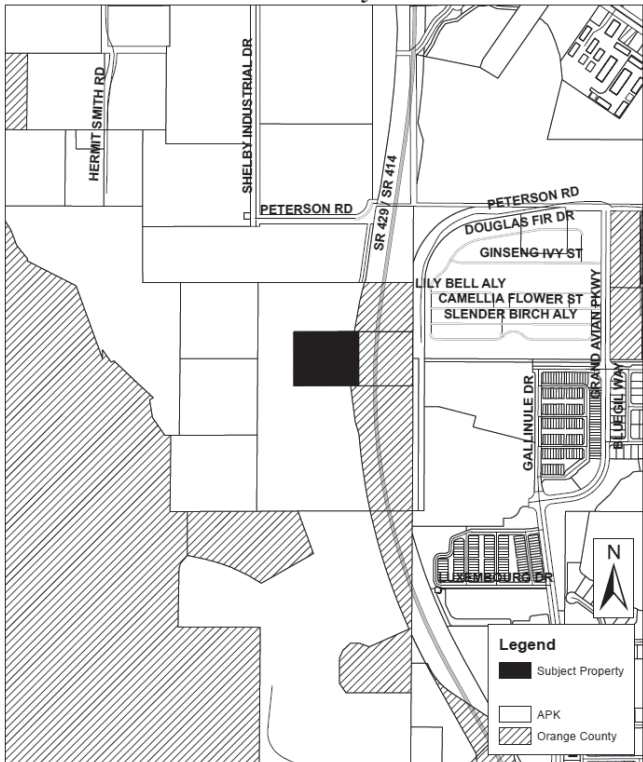 HERMIT SMITH RD
SHELBY INDUSTRIAL DR
SR 429 / SR 414
PETERSON RD
PETERSON RD
DOUGLAS FIR DR
GINSENG IVY ST
LILY BELL ALY
CAMELLIA FLOWER ST
SLENDER BIRCH ALY
GRAND AVIAN PKWY
GALLINULE DR
BLUEGIL WAY
LUXEMBOURG DR
N
Legend
Subject Property
APK
Orange County